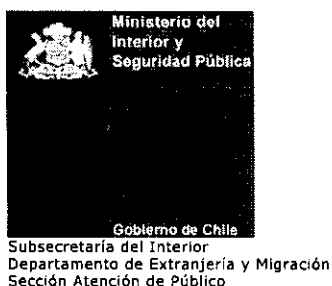 Ministerio del
Interior y
Seguridad Pública
Gobierno de Chile
Subsecretaría del Interior
Departamento de Extranjería y Migración
Sección Atención de Público